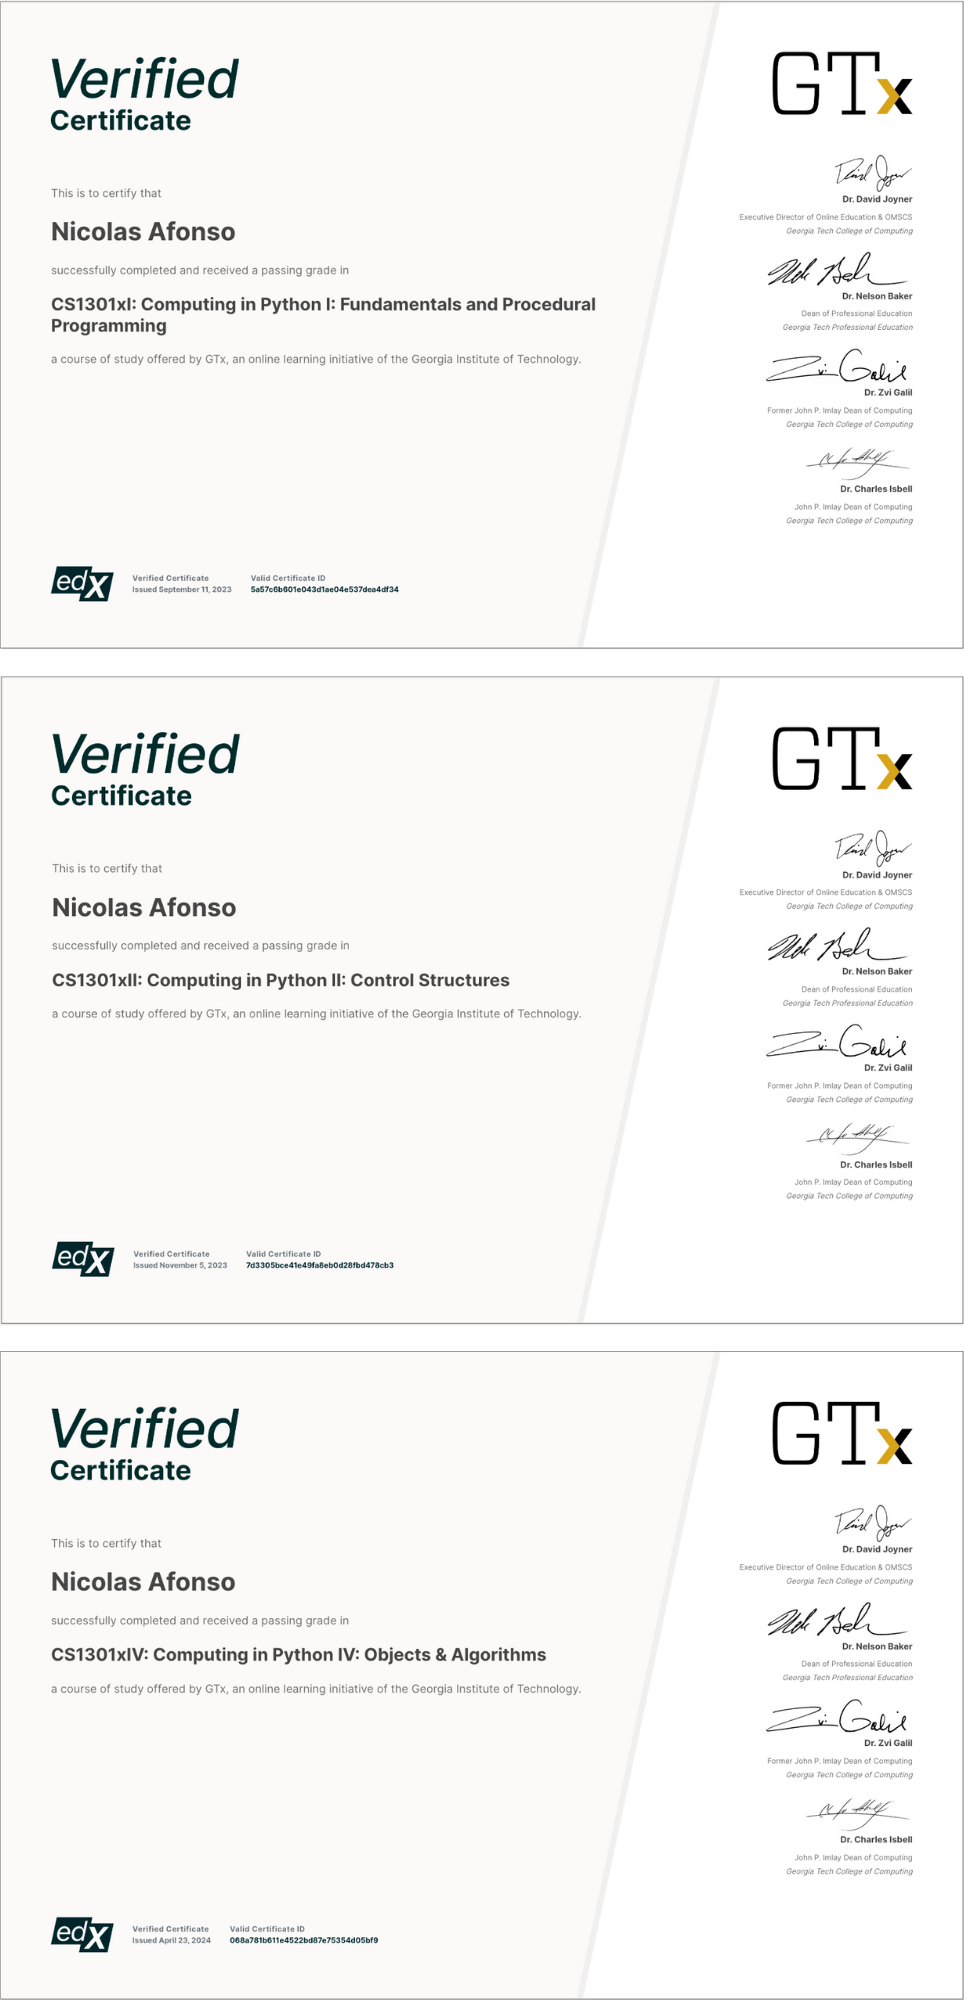 Verified
Certificate
This is to certify that
Nicolas Afonso
successfully completed and received a passing grade in
CS1301xI: Computing in Python I: Fundamentals and Procedural
Programming
a course of study offered by GTx, an online learning initiative of the Georgia Institute of Technology.
edX
Verified Certificate
Issued September 11, 2023
Valid Certificate ID
5a57c6b601e043d1ae04e537dea4df34
GTx
Dr. David Joyner
Executive Director of Online Education & OMSCS
Georgia Tech College of Computing
Dr. Nelson Baker
Dean of Professional Education
Georgia Tech Professional Education
Zvi Galil
Dr. Zvi Galil
Former John P. Imlay Dean of Computing
Georgia Tech College of Computing
Dr. Charles Isbell
John P. Imlay Dean of Computing
Georgia Tech College of Computing
Verified
Certificate
This is to certify that
Nicolas Afonso
successfully completed and received a passing grade in
CS1301xII: Computing in Python II: Control Structures
a course of study offered by GTx, an online learning initiative of the Georgia Institute of Technology.
edX
Verified Certificate
Issued November 5, 2023
Valid Certificate ID
7d3305bce41e49fa8eb0d28fbd478cb3
GTx
Dr. David Joyner
Executive Director of Online Education & OMSCS
Georgia Tech College of Computing
Dr. Nelson Baker
Dean of Professional Education
Georgia Tech Professional Education
Zvi Galil
Dr. Zvi Galil
Former John P. Imlay Dean of Computing
Georgia Tech College of Computing
Dr. Charles Isbell
John P. Imlay Dean of Computing
Georgia Tech College of Computing
Verified
Certificate
This is to certify that
Nicolas Afonso
successfully completed and received a passing grade in
CS1301xIV: Computing in Python IV: Objects & Algorithms
a course of study offered by GTx, an online learning initiative of the Georgia Institute of Technology.
edX
Verified Certificate
Issued April 23, 2024
Valid Certificate ID
068a781b611e4522bd87e75354d05bf9
GTx
Dr. David Joyner
Executive Director of Online Education & OMSCS
Georgia Tech College of Computing
Dr. Nelson Baker
Dean of Professional Education
Georgia Tech Professional Education
Zvi Galil
Dr. Zvi Galil
Former John P. Imlay Dean of Computing
Georgia Tech College of Computing
Dr. Charles Isbell
John P. Imlay Dean of Computing
Georgia Tech College of Computing